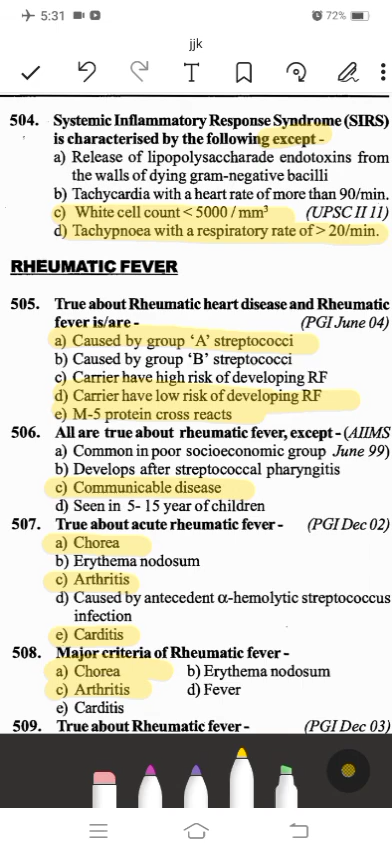 5:31
72%
jjk
T
504. Systemic Inflammatory Response Syndrome (SIRS)
is characterised by the following except -
a) Release of lipopolysaccharade endotoxins from
the walls of dying gram-negative bacilli
b) Tachycardia with a heart rate of more than 90/min.
c) White cell count < 5000 / mm³ (UPSC II 11)
d) Tachypnoea with a respiratory rate of > 20/min.
RHEUMATIC FEVER
505. True about Rheumatic heart disease and Rheumatic
fever is/are - (PGI June 04)
a) Caused by group ‘A’ streptococci
b) Caused by group ‘B’ streptococci
c) Carrier have high risk of developing RF
d) Carrier have low risk of developing RF
e) M-5 protein cross reacts
506. All are true about rheumatic fever, except - (AIIMS
a) Common in poor socioeconomic group June 99)
b) Develops after streptococcal pharyngitis
c) Communicable disease
d) Seen in 5- 15 year of children
507. True about acute rheumatic fever - (PGI Dec 02)
a) Chorea
b) Erythema nodosum
c) Arthritis
d) Caused by antecedent α-hemolytic streptococcus
infection
e) Carditis
508. Major criteria of Rheumatic fever -
a) Chorea b) Erythema nodosum
c) Arthritis d) Fever
e) Carditis
509. True about Rheumatic fever - (PGI Dec 03)